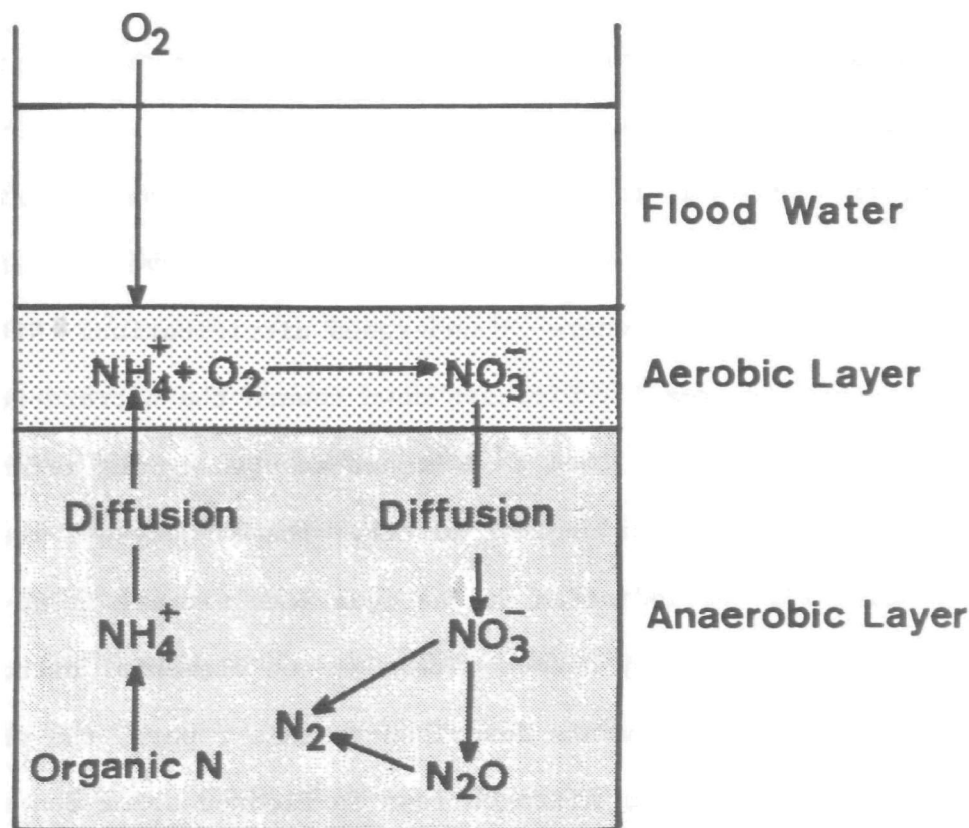 O₂
Flood Water
NH₄⁺ + O₂ NO₃⁻
Aerobic Layer
Diffusion Diffusion
NH₄⁺ NO₃⁻
Anaerobic Layer
N₂
Organic N N₂O